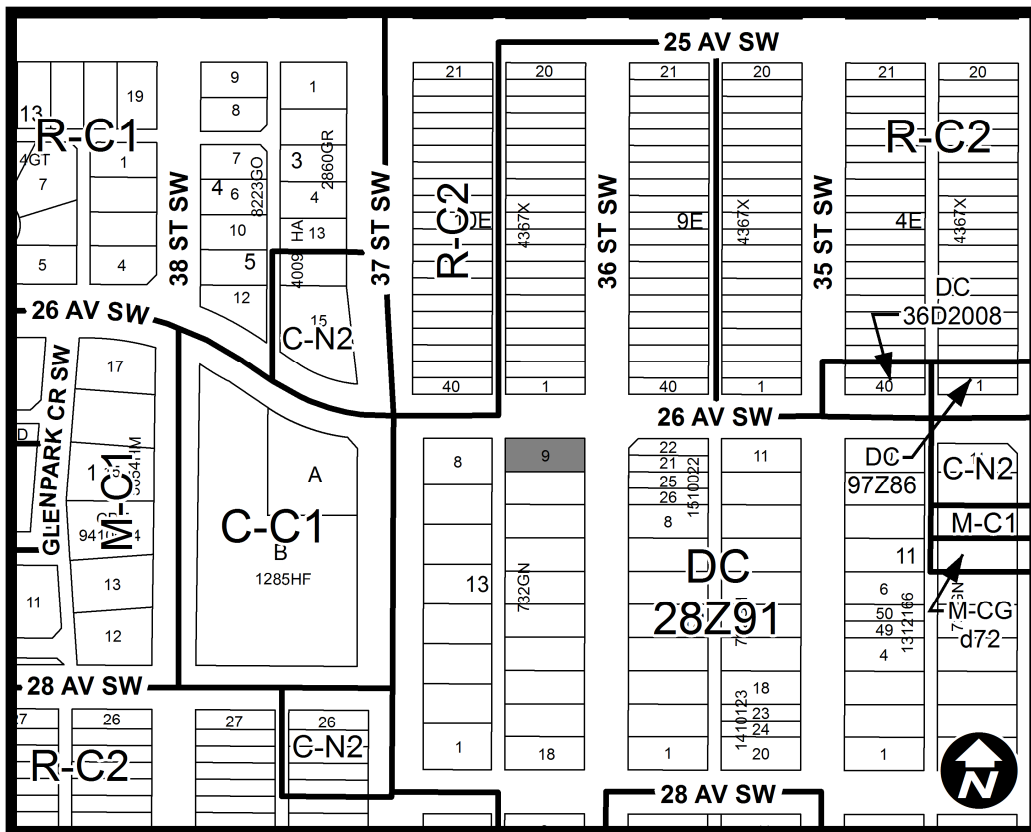 25 AV SW
9
1
21
20
21
20
21
20
19
8
13
R-C1
R-C2
4GT
1
7
3
2860GR
7
4
6
8223GO
4
38 ST SW
37 ST SW
R-C2
4367X
36 ST SW
9E
4367X
35 ST SW
4E
4367X
10
13
5
4
5
4009 HA
12
15
C-N2
DC
36D2008
26 AV SW
40
1
40
1
40
1
26 AV SW
GLENPARK CR SW
17
D
M-C1
A
C-C1
B
1285HF
8
9
22
21
25
26
8
1510022
11
DC
97Z86
C-N2
M-C1
13
732GN
DC
28Z91
11
6
50
49
4
1312166
M-CG
d72
11
13
12
18
23
24
20
1410123
1
18
1
1
28 AV SW
27
26
27
26
R-C2
C-N2
28 AV SW
N